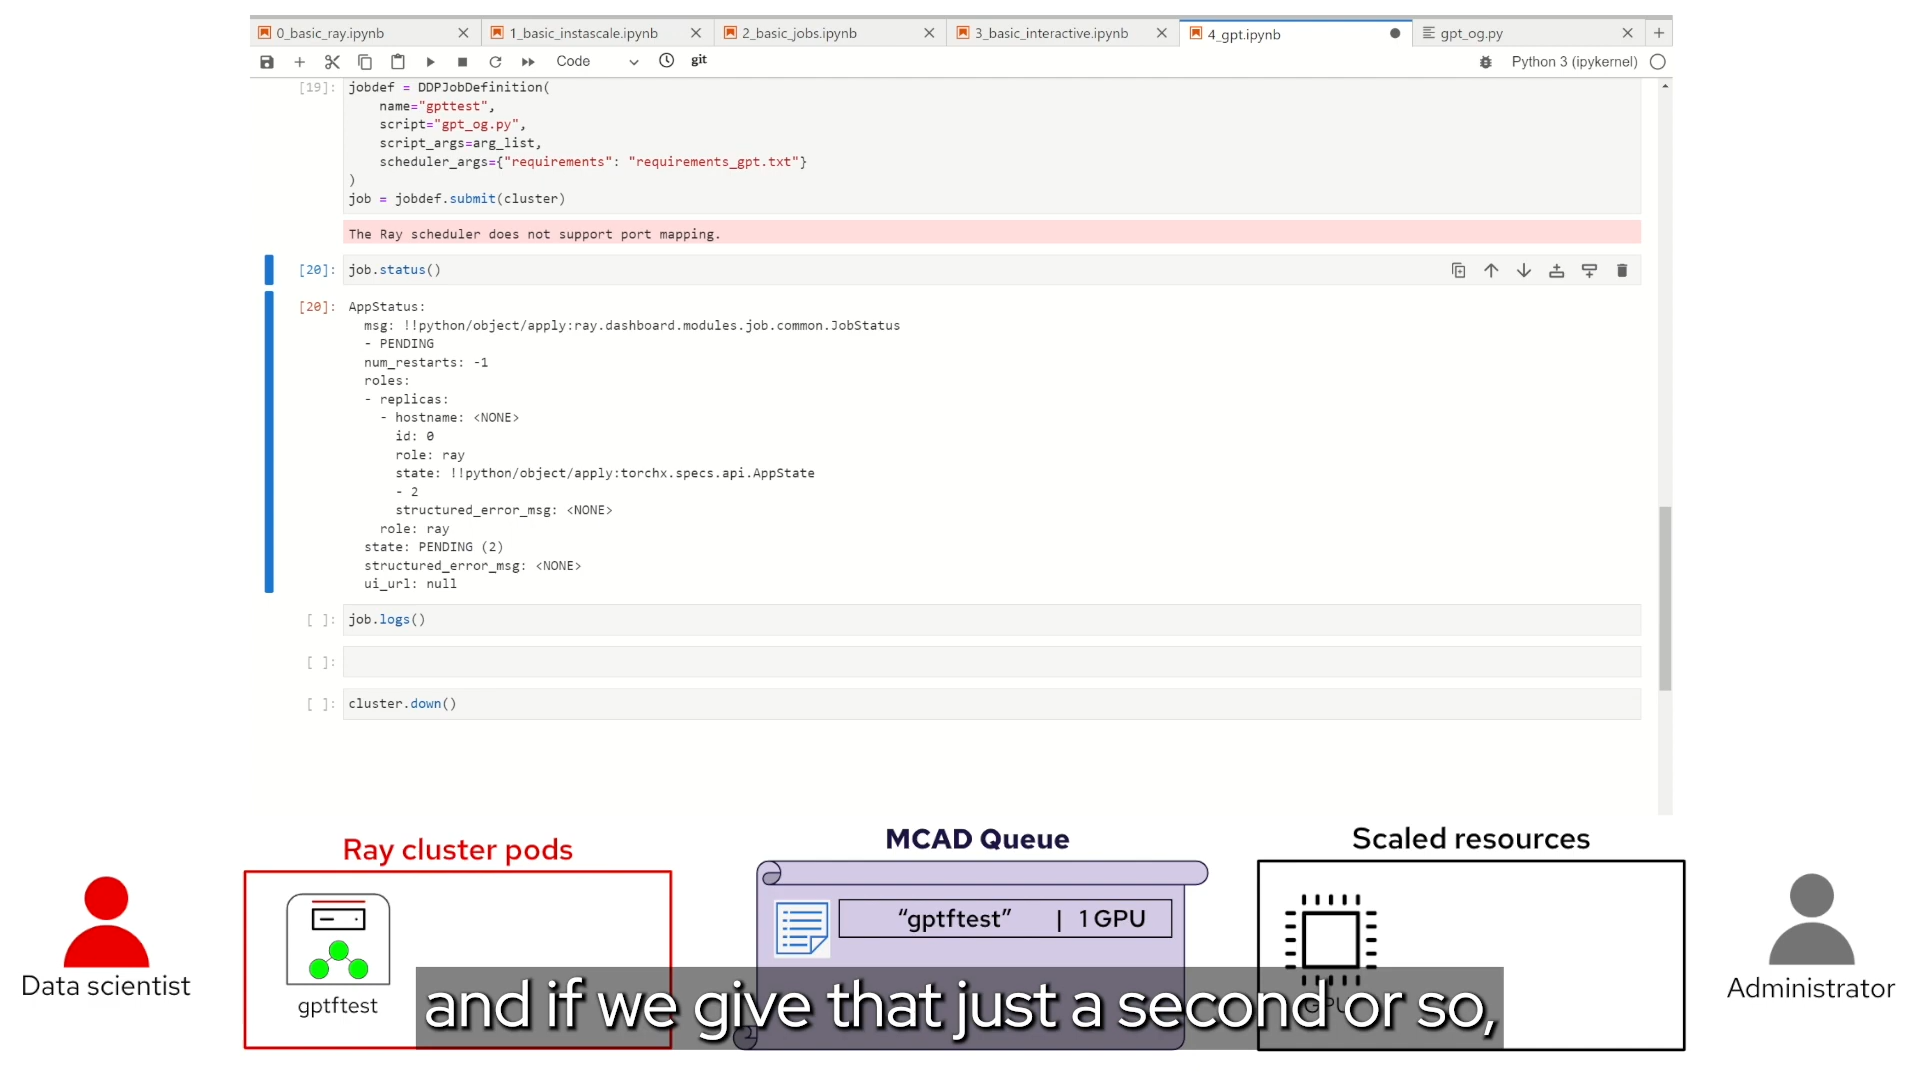 0_basic_ray.ipynb
1_basic_instascale.ipynb
2_basic_jobs.ipynb
3_basic_interactive.ipynb
4_gpt.ipynb
gpt_og.py
Code
git
Python 3 (ipykernel)
[19]: jobdef = DDPJobDefinition(
name="gpttest",
script="gpt_og.py",
script_args=arg_list,
scheduler_args={"requirements": "requirements_gpt.txt"}
)
job = jobdef.submit(cluster)
The Ray scheduler does not support port mapping.
[20]: job.status()
[20]: AppStatus:
msg: !!python/object/apply:ray.dashboard.modules.job.common.JobStatus
- PENDING
num_restarts: -1
roles:
- replicas:
- hostname: <NONE>
id: 0
role: ray
state: !!python/object/apply:torchx.specs.api.AppState
- 2
structured_error_msg: <NONE>
role: ray
state: PENDING (2)
structured_error_msg: <NONE>
ui_url: null
[ ]: job.logs()
[ ]:
[ ]: cluster.down()
Ray cluster pods
MCAD Queue
Scaled resources
"gptftest" | 1 GPU
Data scientist
gptftest
Administrator
and if we give that just a second or so,